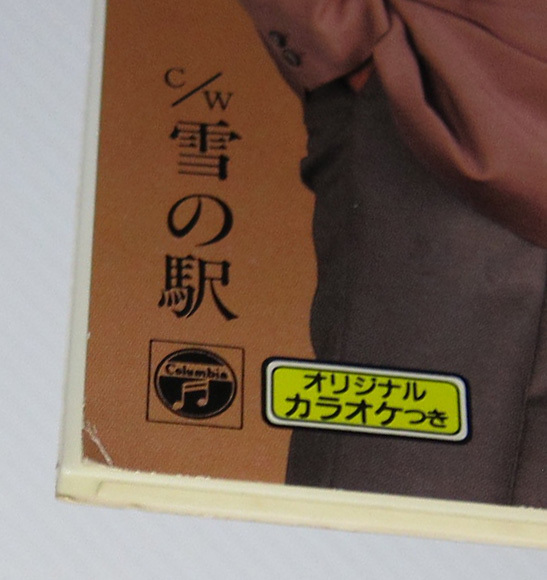 C/W
雪の駅
Columbia
オリジナル
カラオケつき